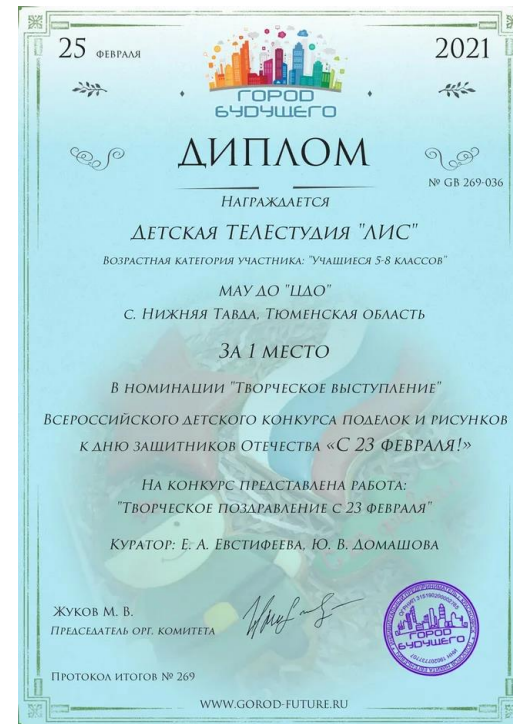 25 ФЕВРАЛЯ
2021
ГОРОД
БУДУЩЕГО
ДИПЛОМ
№ GB 269-036
НАГРАЖДАЕТСЯ
ДЕТСКАЯ ТЕЛЕСТУДИЯ "ЛИС"
ВОЗРАСТНАЯ КАТЕГОРИЯ УЧАСТНИКА: "УЧАЩИЕСЯ 5-8 КЛАССОВ"
МАУ ДО "ЦДО"
С. НИЖНЯЯ ТАВДА, ТЮМЕНСКАЯ ОБЛАСТЬ
ЗА 1 МЕСТО
В НОМИНАЦИИ "ТВОРЧЕСКОЕ ВЫСТУПЛЕНИЕ"
ВСЕРОССИЙСКОГО ДЕТСКОГО КОНКУРСА ПОДЕЛОК И РИСУНКОВ
К ДНЮ ЗАЩИТНИКОВ ОТЕЧЕСТВА «С 23 ФЕВРАЛЯ!»
НА КОНКУРС ПРЕДСТАВЛЕНА РАБОТА:
"ТВОРЧЕСКОЕ ПОЗДРАВЛЕНИЕ С 23 ФЕВРАЛЯ"
КУРАТОР: Е. А. ЕВСТИФЕЕВА, Ю. В. ДОМАШОВА
ЖУКОВ М. В.
ПРЕДСЕДАТЕЛЬ ОРГ. КОМИТЕТА
ГОРОД
БУДУЩЕГО
ПРОТОКОЛ ИТОГОВ № 269
WWW.GOROD-FUTURE.RU